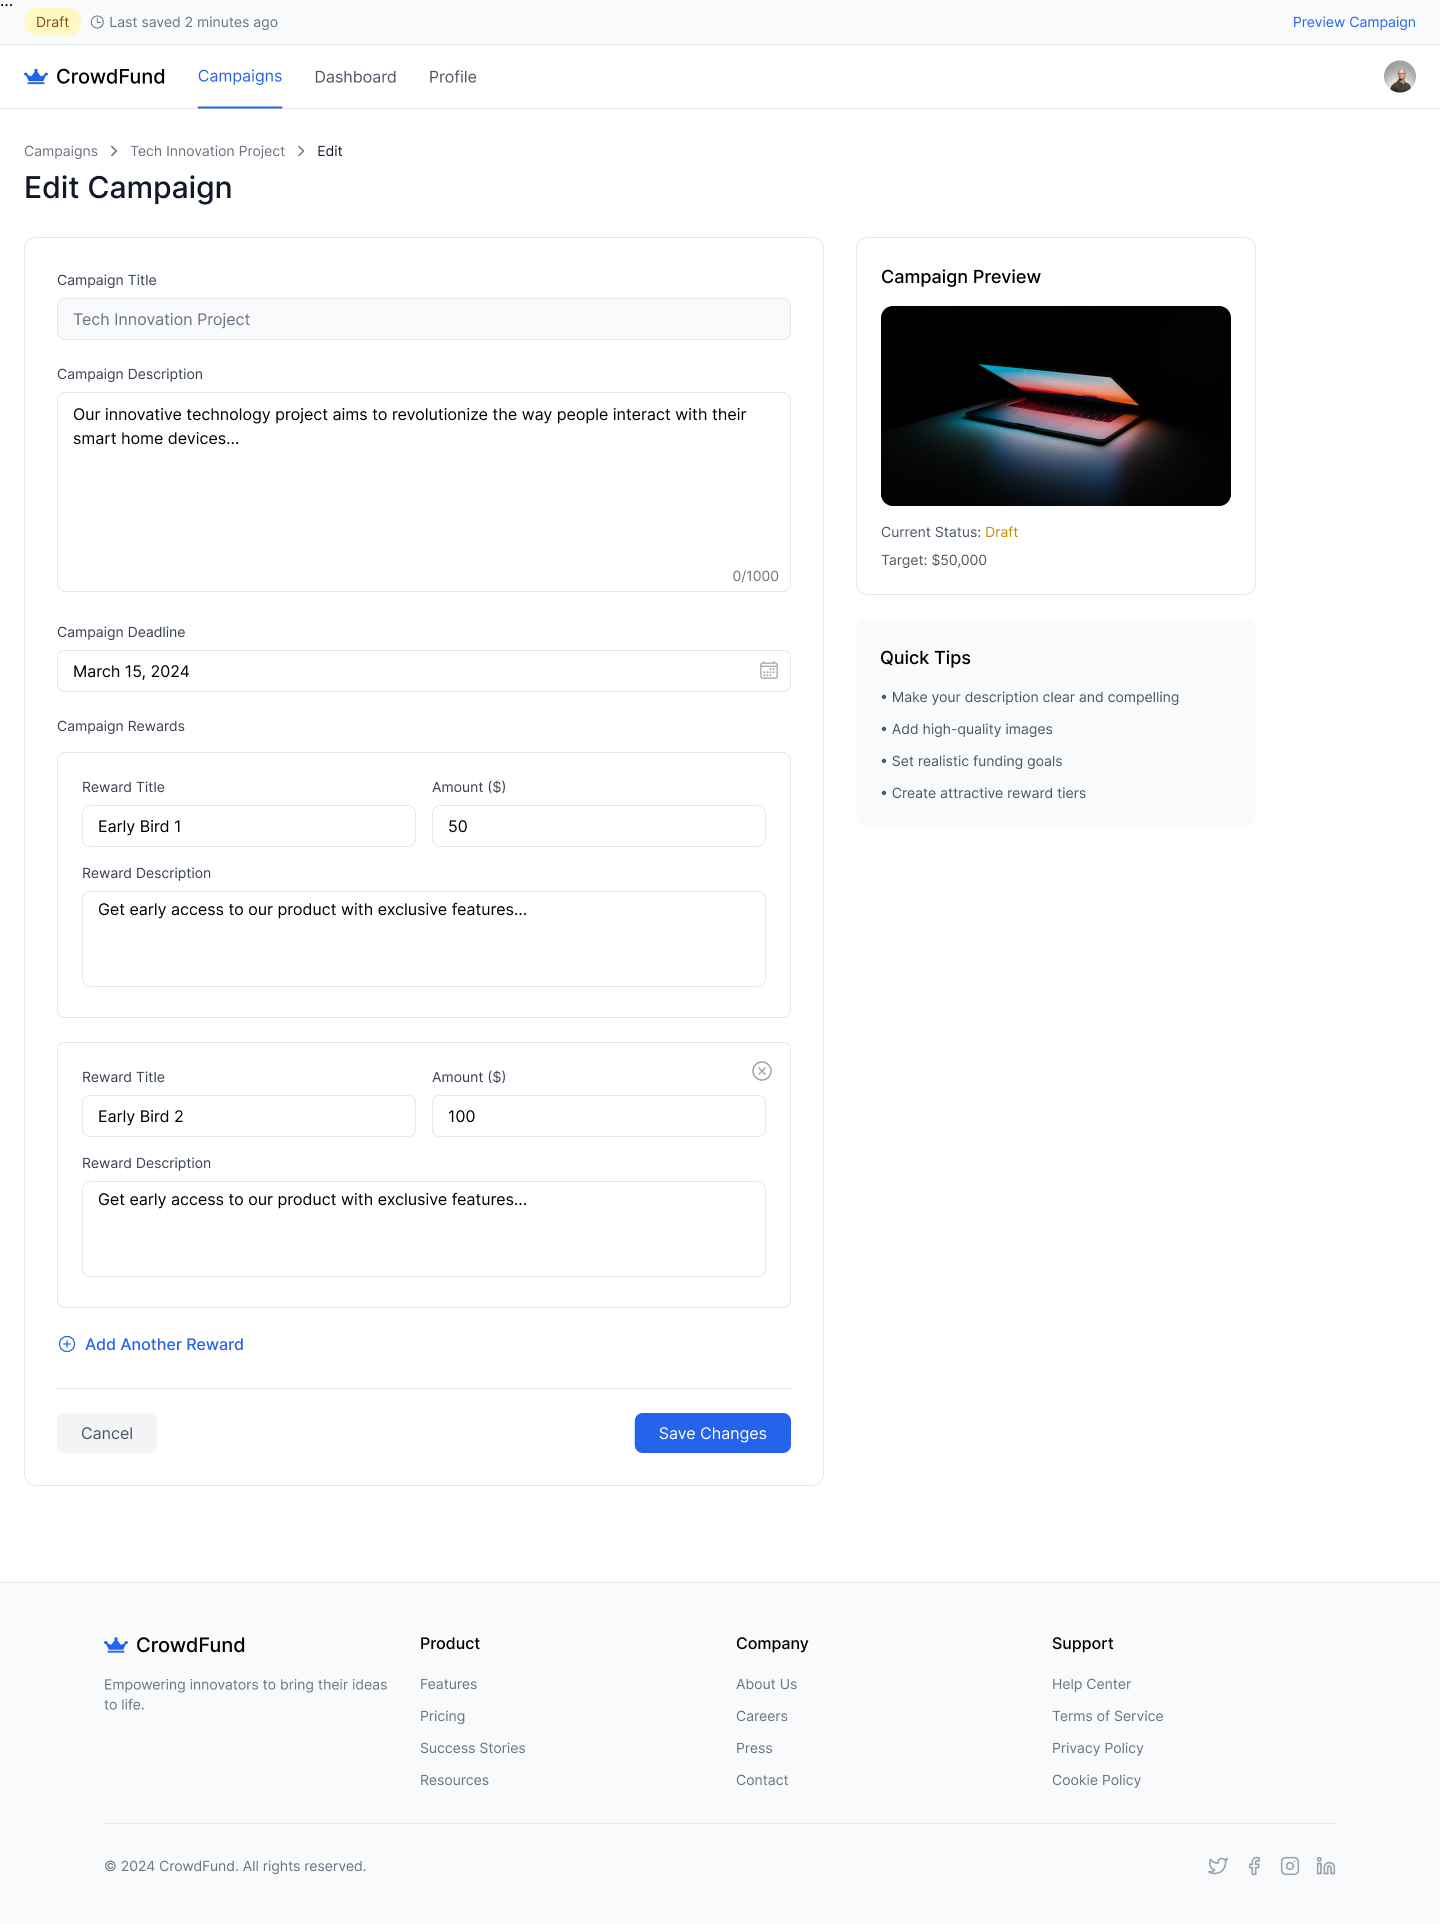 ...
Draft
Last saved 2 minutes ago
Preview Campaign
CrowdFund
Campaigns
Dashboard
Profile
Campaigns > Tech Innovation Project > Edit
Edit Campaign
Campaign Title
Tech Innovation Project
Campaign Description
Our innovative technology project aims to revolutionize the way people interact with their
smart home devices...
0/1000
Campaign Deadline
March 15, 2024
Campaign Rewards
Reward Title
Amount ($)
Early Bird 1
50
Reward Description
Get early access to our product with exclusive features...
Reward Title
Amount ($)
Early Bird 2
100
Reward Description
Get early access to our product with exclusive features...
Add Another Reward
Cancel
Save Changes
Campaign Preview
Current Status: Draft
Target: $50,000
Quick Tips
• Make your description clear and compelling
• Add high-quality images
• Set realistic funding goals
• Create attractive reward tiers
CrowdFund
Empowering innovators to bring their ideas
to life.
Product
Features
Pricing
Success Stories
Resources
Company
About Us
Careers
Press
Contact
Support
Help Center
Terms of Service
Privacy Policy
Cookie Policy
© 2024 CrowdFund. All rights reserved.